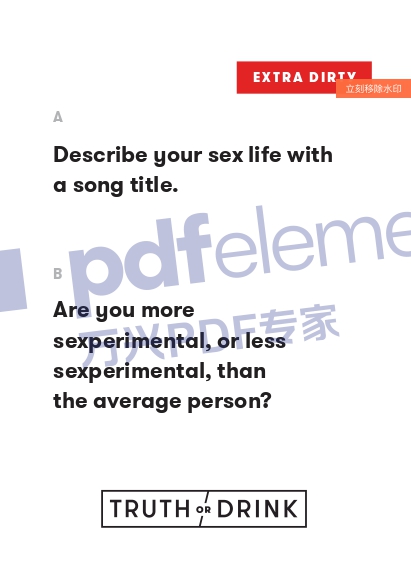 EXTRA DIRTY
立刻移除水印
A
Describe your sex life with
a song title.
pdfeleme
B
Are you more
sexperimental, or less
sexperimental, than
the average person?
万兴PDF专家
TRUTH OR DRINK